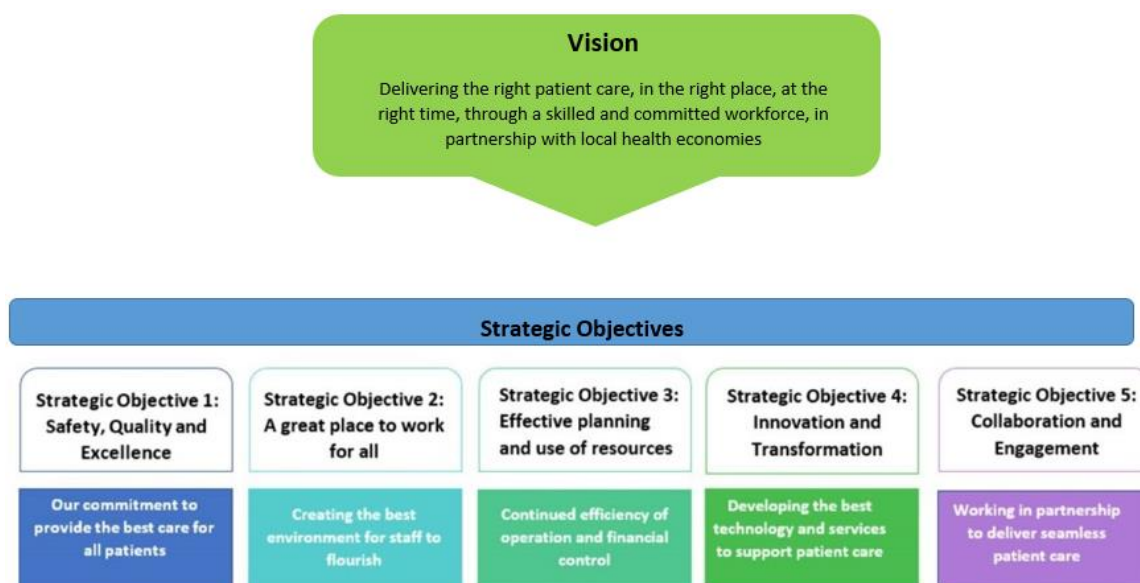 Vision
Delivering the right patient care, in the right place, at the
right time, through a skilled and committed workforce, in
partnership with local health economies
Strategic Objectives
Strategic Objective 1:
Safety, Quality and
Excellence
Our commitment to
provide the best care for
all patients
Strategic Objective 2:
A great place to work
for all
Creating the best
environment for staff to
flourish
Strategic Objective 3:
Effective planning
and use of resources
Continued efficiency of
operation and financial
control
Strategic Objective 4:
Innovation and
Transformation
Developing the best
technology and services
to support patient care
Strategic Objective 5:
Collaboration and
Engagement
Working in partnership
to deliver seamless
patient care